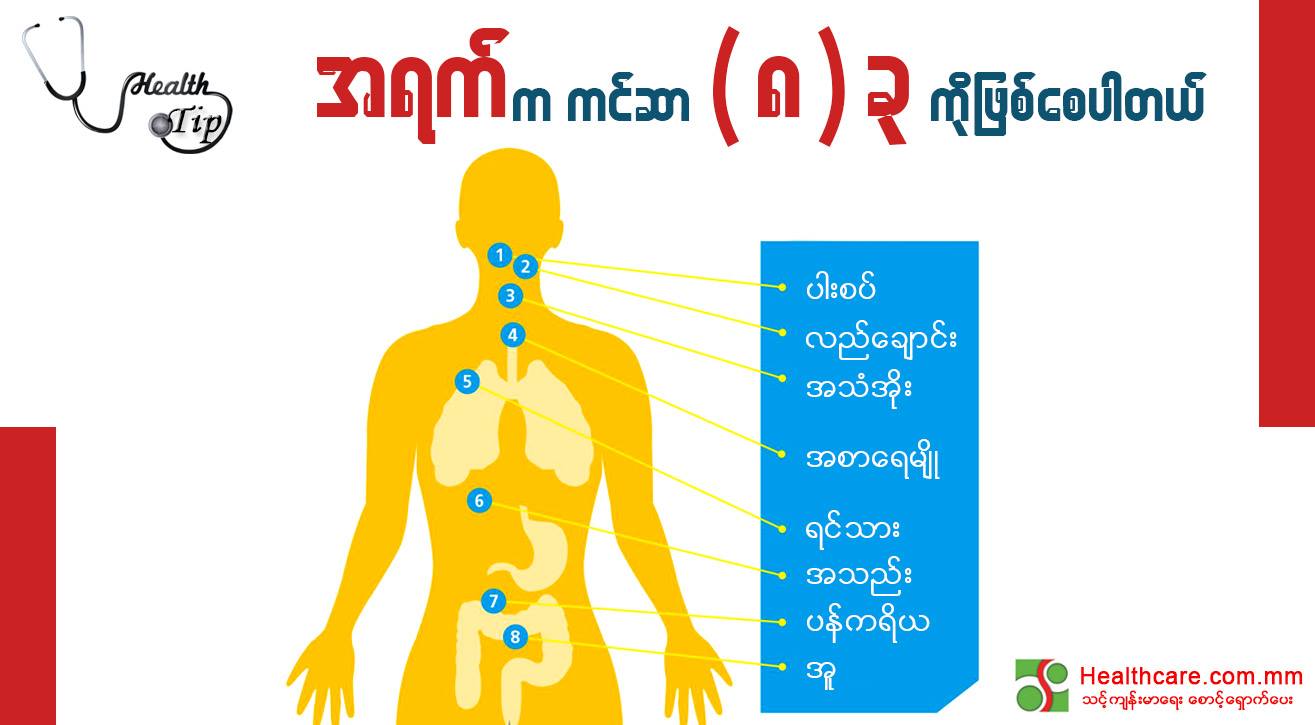 Health
Tip
အရက်က ကင်ဆာ (၈) ခု ကိုဖြစ်စေပါတယ်
1
ပါးစပ်
2
လည်ချောင်း
3
အသံအိုး
4
အစာရေမျို
5
ရင်သား
6
အသည်း
7
ပန်ကရိယ
8
အူ
Healthcare.com.mm
သင့်ကျန်းမာရေး စောင့်ရှောက်ပေး